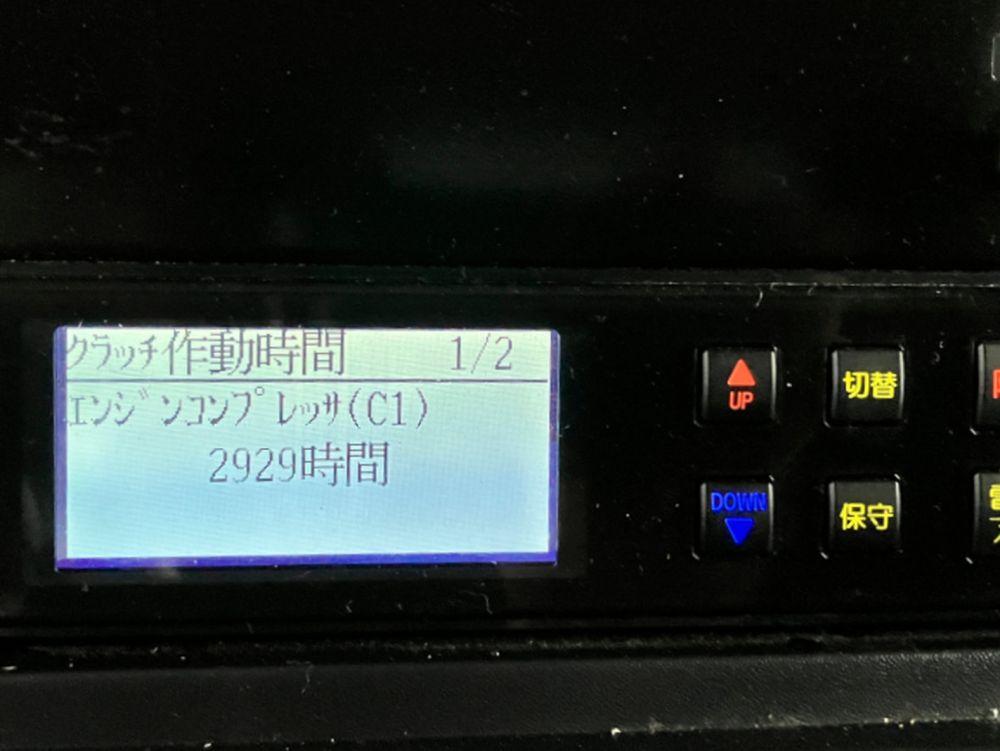 クラッチ作動時間 1/2
エンジンコンプレッサ(C1)
2929時間
UP
切替
DOWN
保守